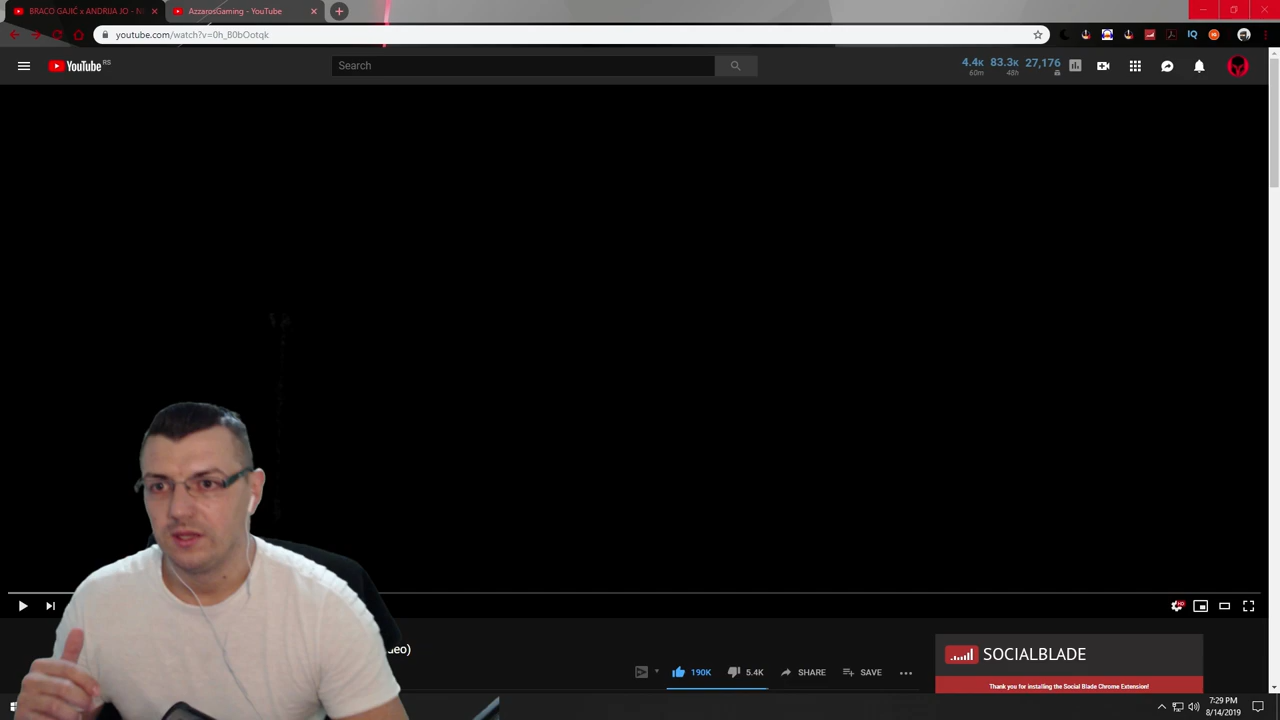 BRACO GAJIĆ x ANDRIJA JO - N
AzzarosGaming - YouTube
youtube.com/watch?v=0h_B0bOotqk
IQ
YouTube RS
Search
4.4K 83.3K 27,176
60m 48h
HD
eo)
190K 5.4K SHARE SAVE
SOCIALBLADE
Thank you for installing the Social Blade Chrome Extension!
7:29 PM
8/14/2019